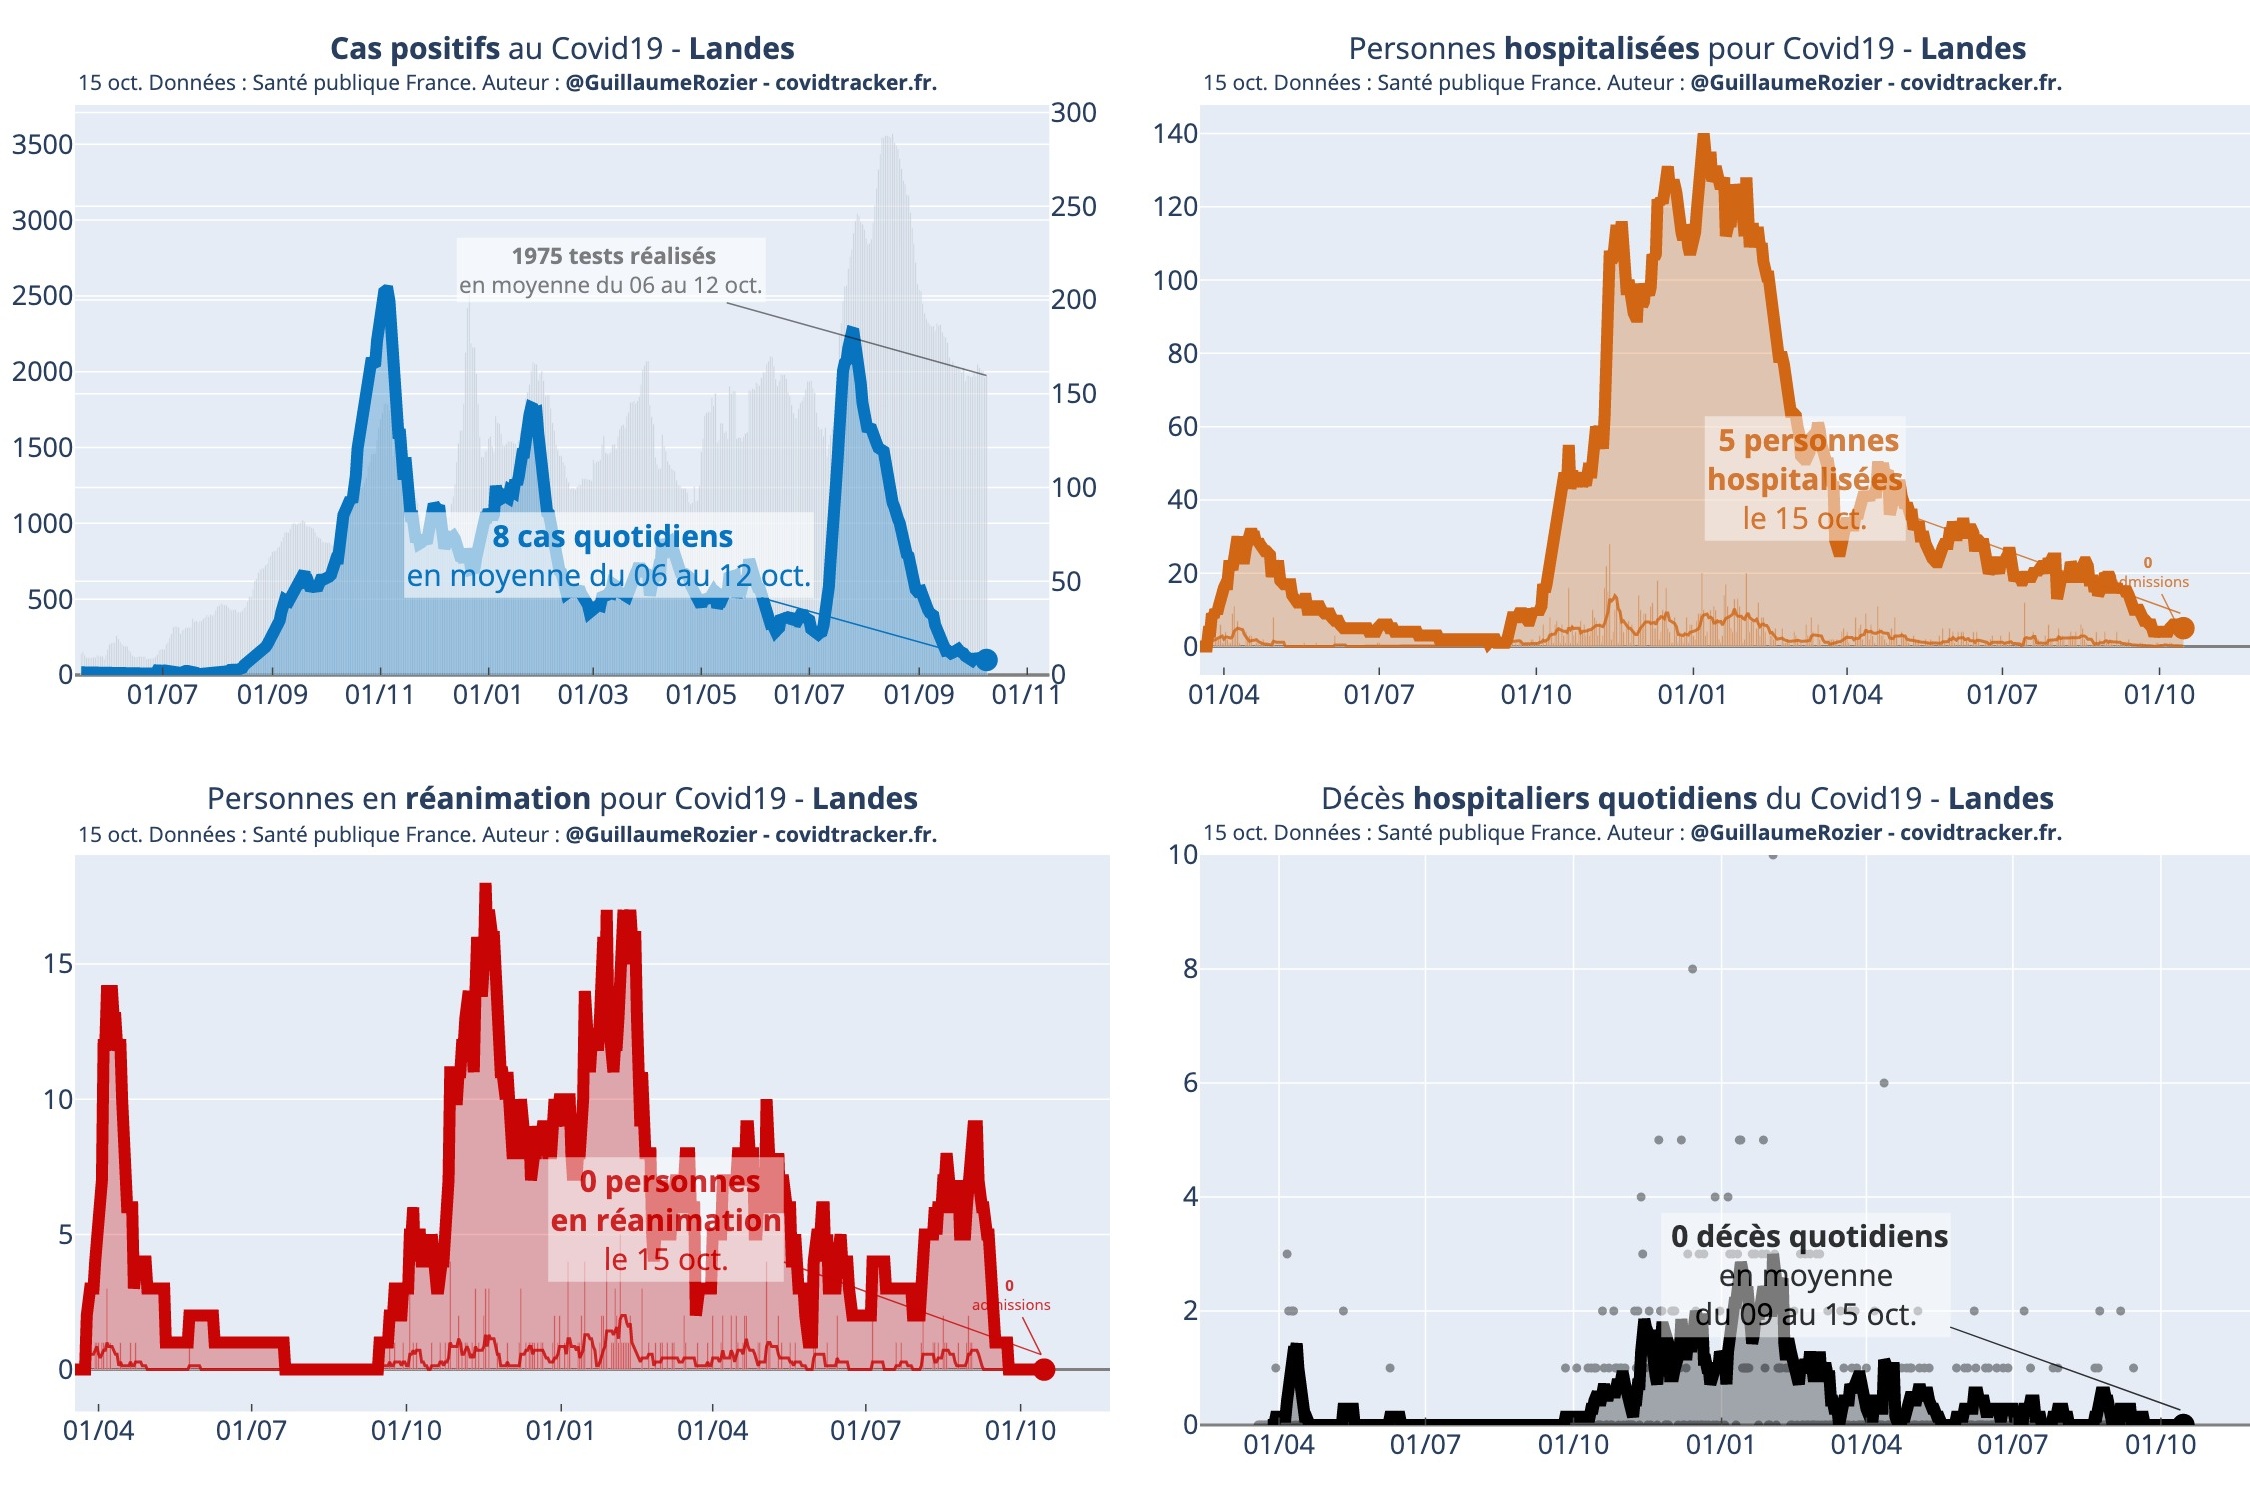 Cas positifs au Covid19 - Landes
15 oct. Données : Santé publique France. Auteur : @GuillaumeRozier - covidtracker.fr.
300
3500
3000
250
1975 tests réalisés
en moyenne du 06 au 12 oct.
2500
200
2000
150
1500
100
1000
8 cas quotidiens
en moyenne du 06 au 12 oct.
500
50
0
0
01/07
01/09
01/11
01/01
01/03
01/05
01/07
01/09
01/11
Personnes hospitalisées pour Covid19 - Landes
15 oct. Données : Santé publique France. Auteur : @GuillaumeRozier - covidtracker.fr.
140
120
100
80
60
5 personnes
hospitalisées
le 15 oct.
40
0
admissions
20
0
01/04
01/07
01/10
01/01
01/04
01/07
01/10
Personnes en réanimation pour Covid19 - Landes
15 oct. Données : Santé publique France. Auteur : @GuillaumeRozier - covidtracker.fr.
15
10
0 personnes
en réanimation
le 15 oct.
5
0
admissions
0
01/04
01/07
01/10
01/01
01/04
01/07
01/10
Décès hospitaliers quotidiens du Covid19 - Landes
15 oct. Données : Santé publique France. Auteur : @GuillaumeRozier - covidtracker.fr.
10
8
6
4
0 décès quotidiens
en moyenne
du 09 au 15 oct.
2
0
01/04
01/07
01/10
01/01
01/04
01/07
01/10